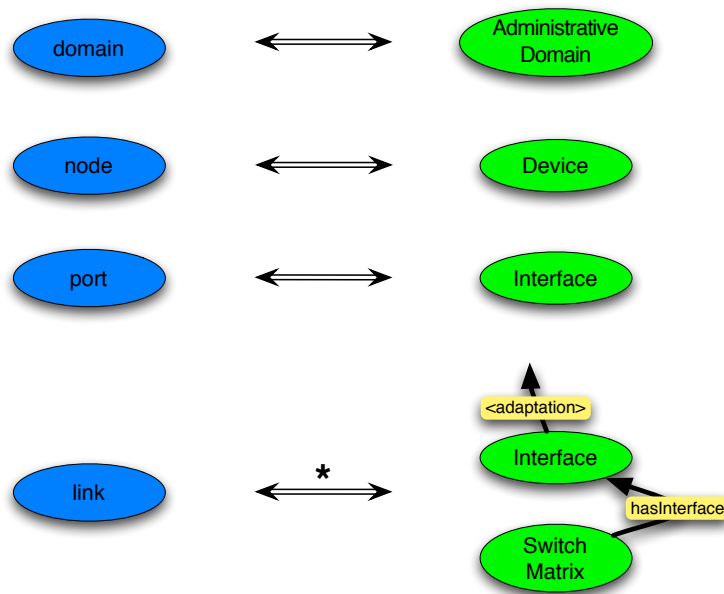 domain
Administrative
Domain
node
Device
port
Interface
<adaptation>
link
*
Interface
hasInterface
Switch
Matrix